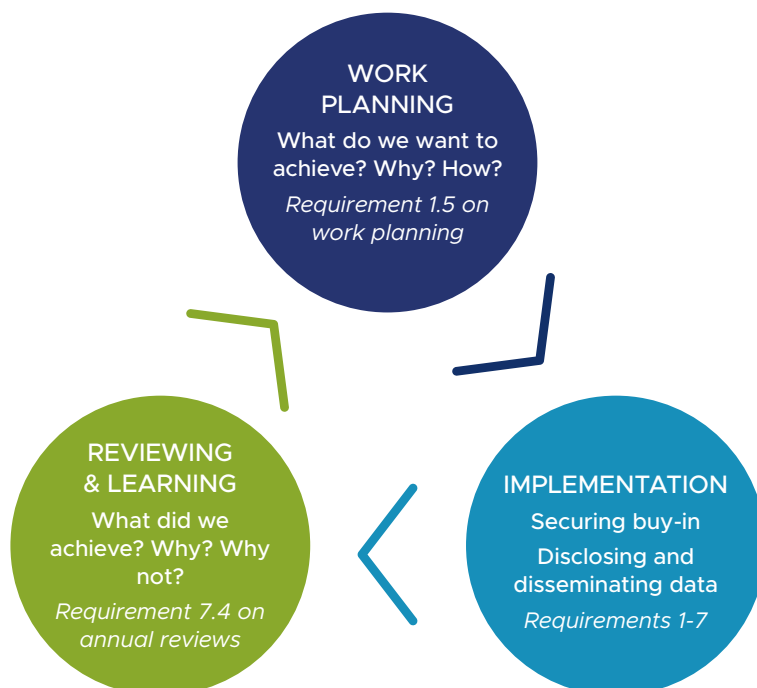 WORK
PLANNING
What do we want to
achieve? Why? How?
Requirement 1.5 on
work planning
REVIEWING
& LEARNING
What did we
achieve? Why? Why
not?
Requirement 7.4 on
annual reviews
IMPLEMENTATION
Securing buy-in
Disclosing and
disseminating data
Requirements 1-7